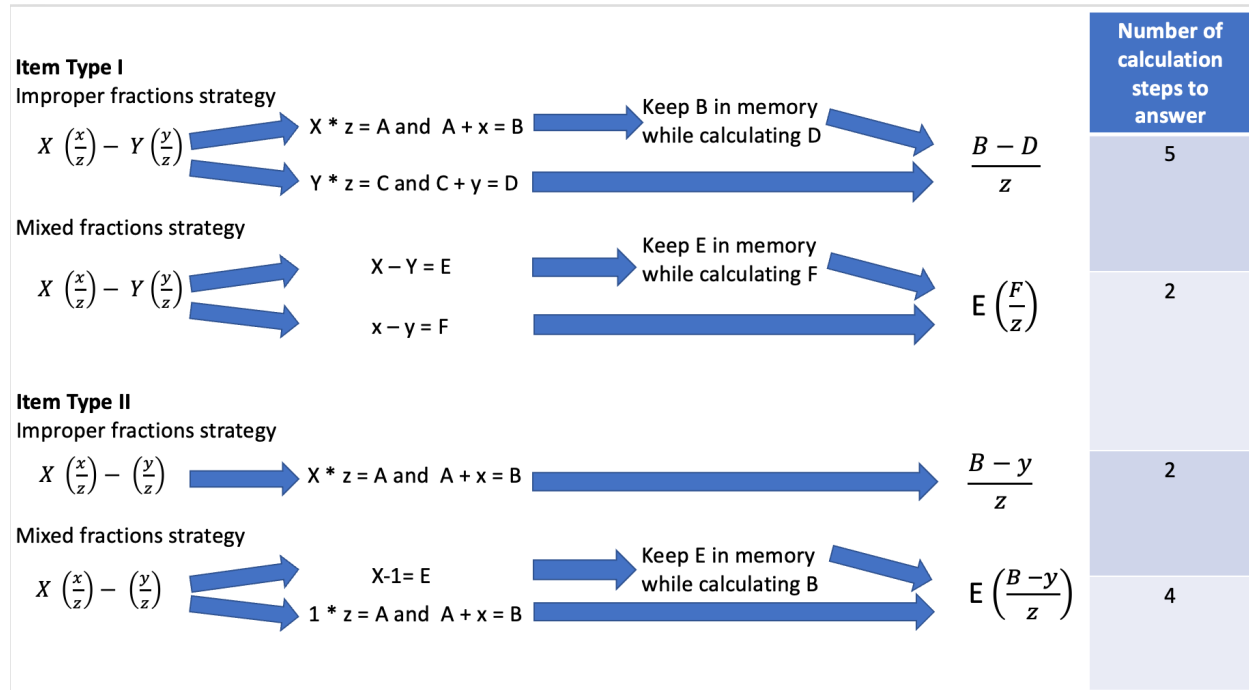 Number of
calculation
steps to
answer
Item Type I
Improper fractions strategy
X (x/z) − Y (y/z)
X * z = A and A + x = B
Keep B in memory
while calculating D
Y * z = C and C + y = D
B − D
z
5
Mixed fractions strategy
X (x/z) − Y (y/z)
X – Y = E
Keep E in memory
while calculating F
x – y = F
E (F/z)
2
Item Type II
Improper fractions strategy
X (x/z) − (y/z)
X * z = A and A + x = B
B − y
z
2
Mixed fractions strategy
X (x/z) − (y/z)
X-1= E
Keep E in memory
while calculating B
1 * z = A and A + x = B
E (B −y/z)
4